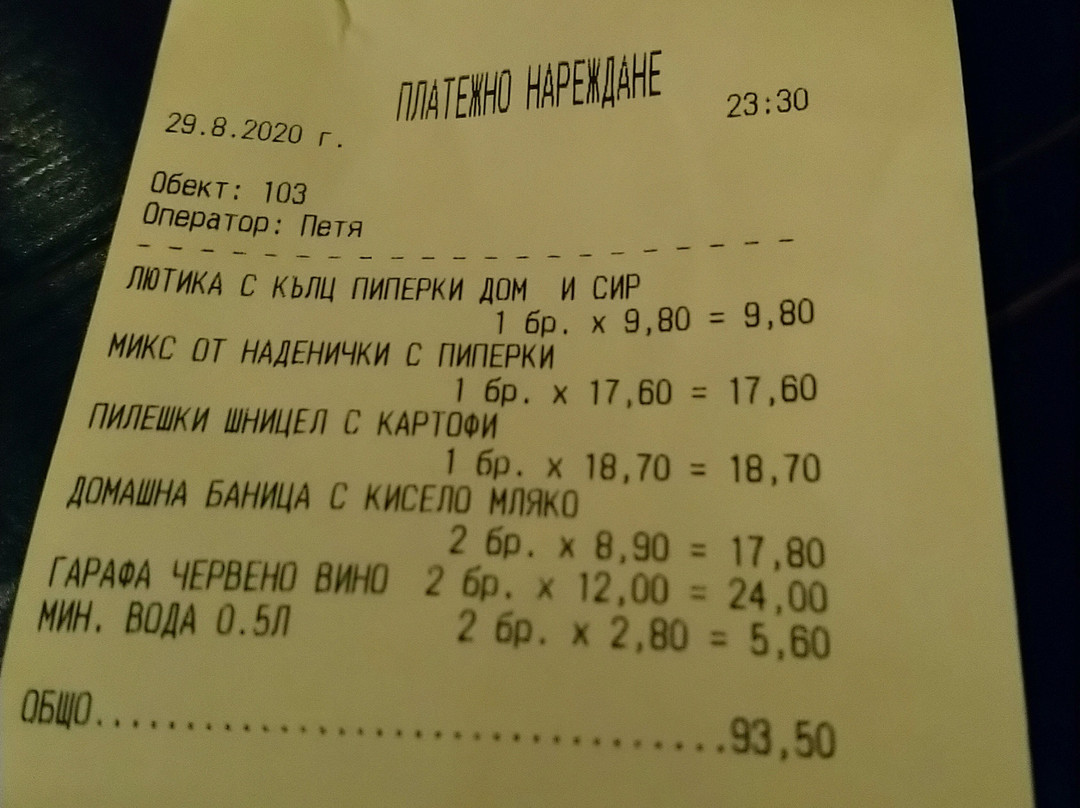 ПЛАТЕЖНО НАРЕЖДАНЕ
29.8.2020 г. 23:30
Обект: 103
Оператор: Петя
- - - - - - - - - - - - - - - - - - - - - -
ЛЮТИКА С КЪЛЦ ПИПЕРКИ ДОМ И СИР
1 бр. x 9,80 = 9,80
МИКС ОТ НАДЕНИЧКИ С ПИПЕРКИ
1 бр. x 17,60 = 17,60
ПИЛЕШКИ ШНИЦЕЛ С КАРТОФИ
1 бр. x 18,70 = 18,70
ДОМАШНА БАНИЦА С КИСЕЛО МЛЯКО
2 бр. x 8,90 = 17,80
ГАРАФА ЧЕРВЕНО ВИНО 2 бр. x 12,00 = 24,00
МИН. ВОДА 0.5Л 2 бр. x 2,80 = 5,60
ОБЩО.................................93,50